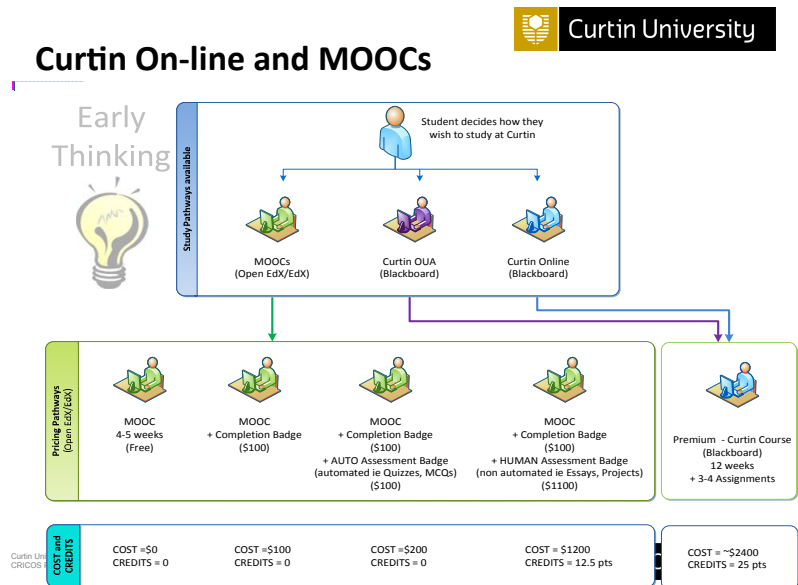 Curtin University
Curtin On-line and MOOCs
Early
Thinking
Study Pathways available
Student decides how they
wish to study at Curtin
MOOCs
(Open EdX/EdX)
Curtin OUA
(Blackboard)
Curtin Online
(Blackboard)
Pricing Pathways
(Open EdX/EdX)
MOOC
4-5 weeks
(Free)
MOOC
+ Completion Badge
($100)
MOOC
+ Completion Badge
($100)
+ AUTO Assessment Badge
(automated ie Quizzes, MCQs)
($100)
MOOC
+ Completion Badge
($100)
+ HUMAN Assessment Badge
(non automated ie Essays, Projects)
($1100)
Premium - Curtin Course
(Blackboard)
12 weeks
+ 3-4 Assignments
Curtin
CRICOS
COST and
CREDITS
COST =$0
CREDITS = 0
COST =$100
CREDITS = 0
COST =$200
CREDITS = 0
COST = $1200
CREDITS = 12.5 pts
COST = ~$2400
CREDITS = 25 pts